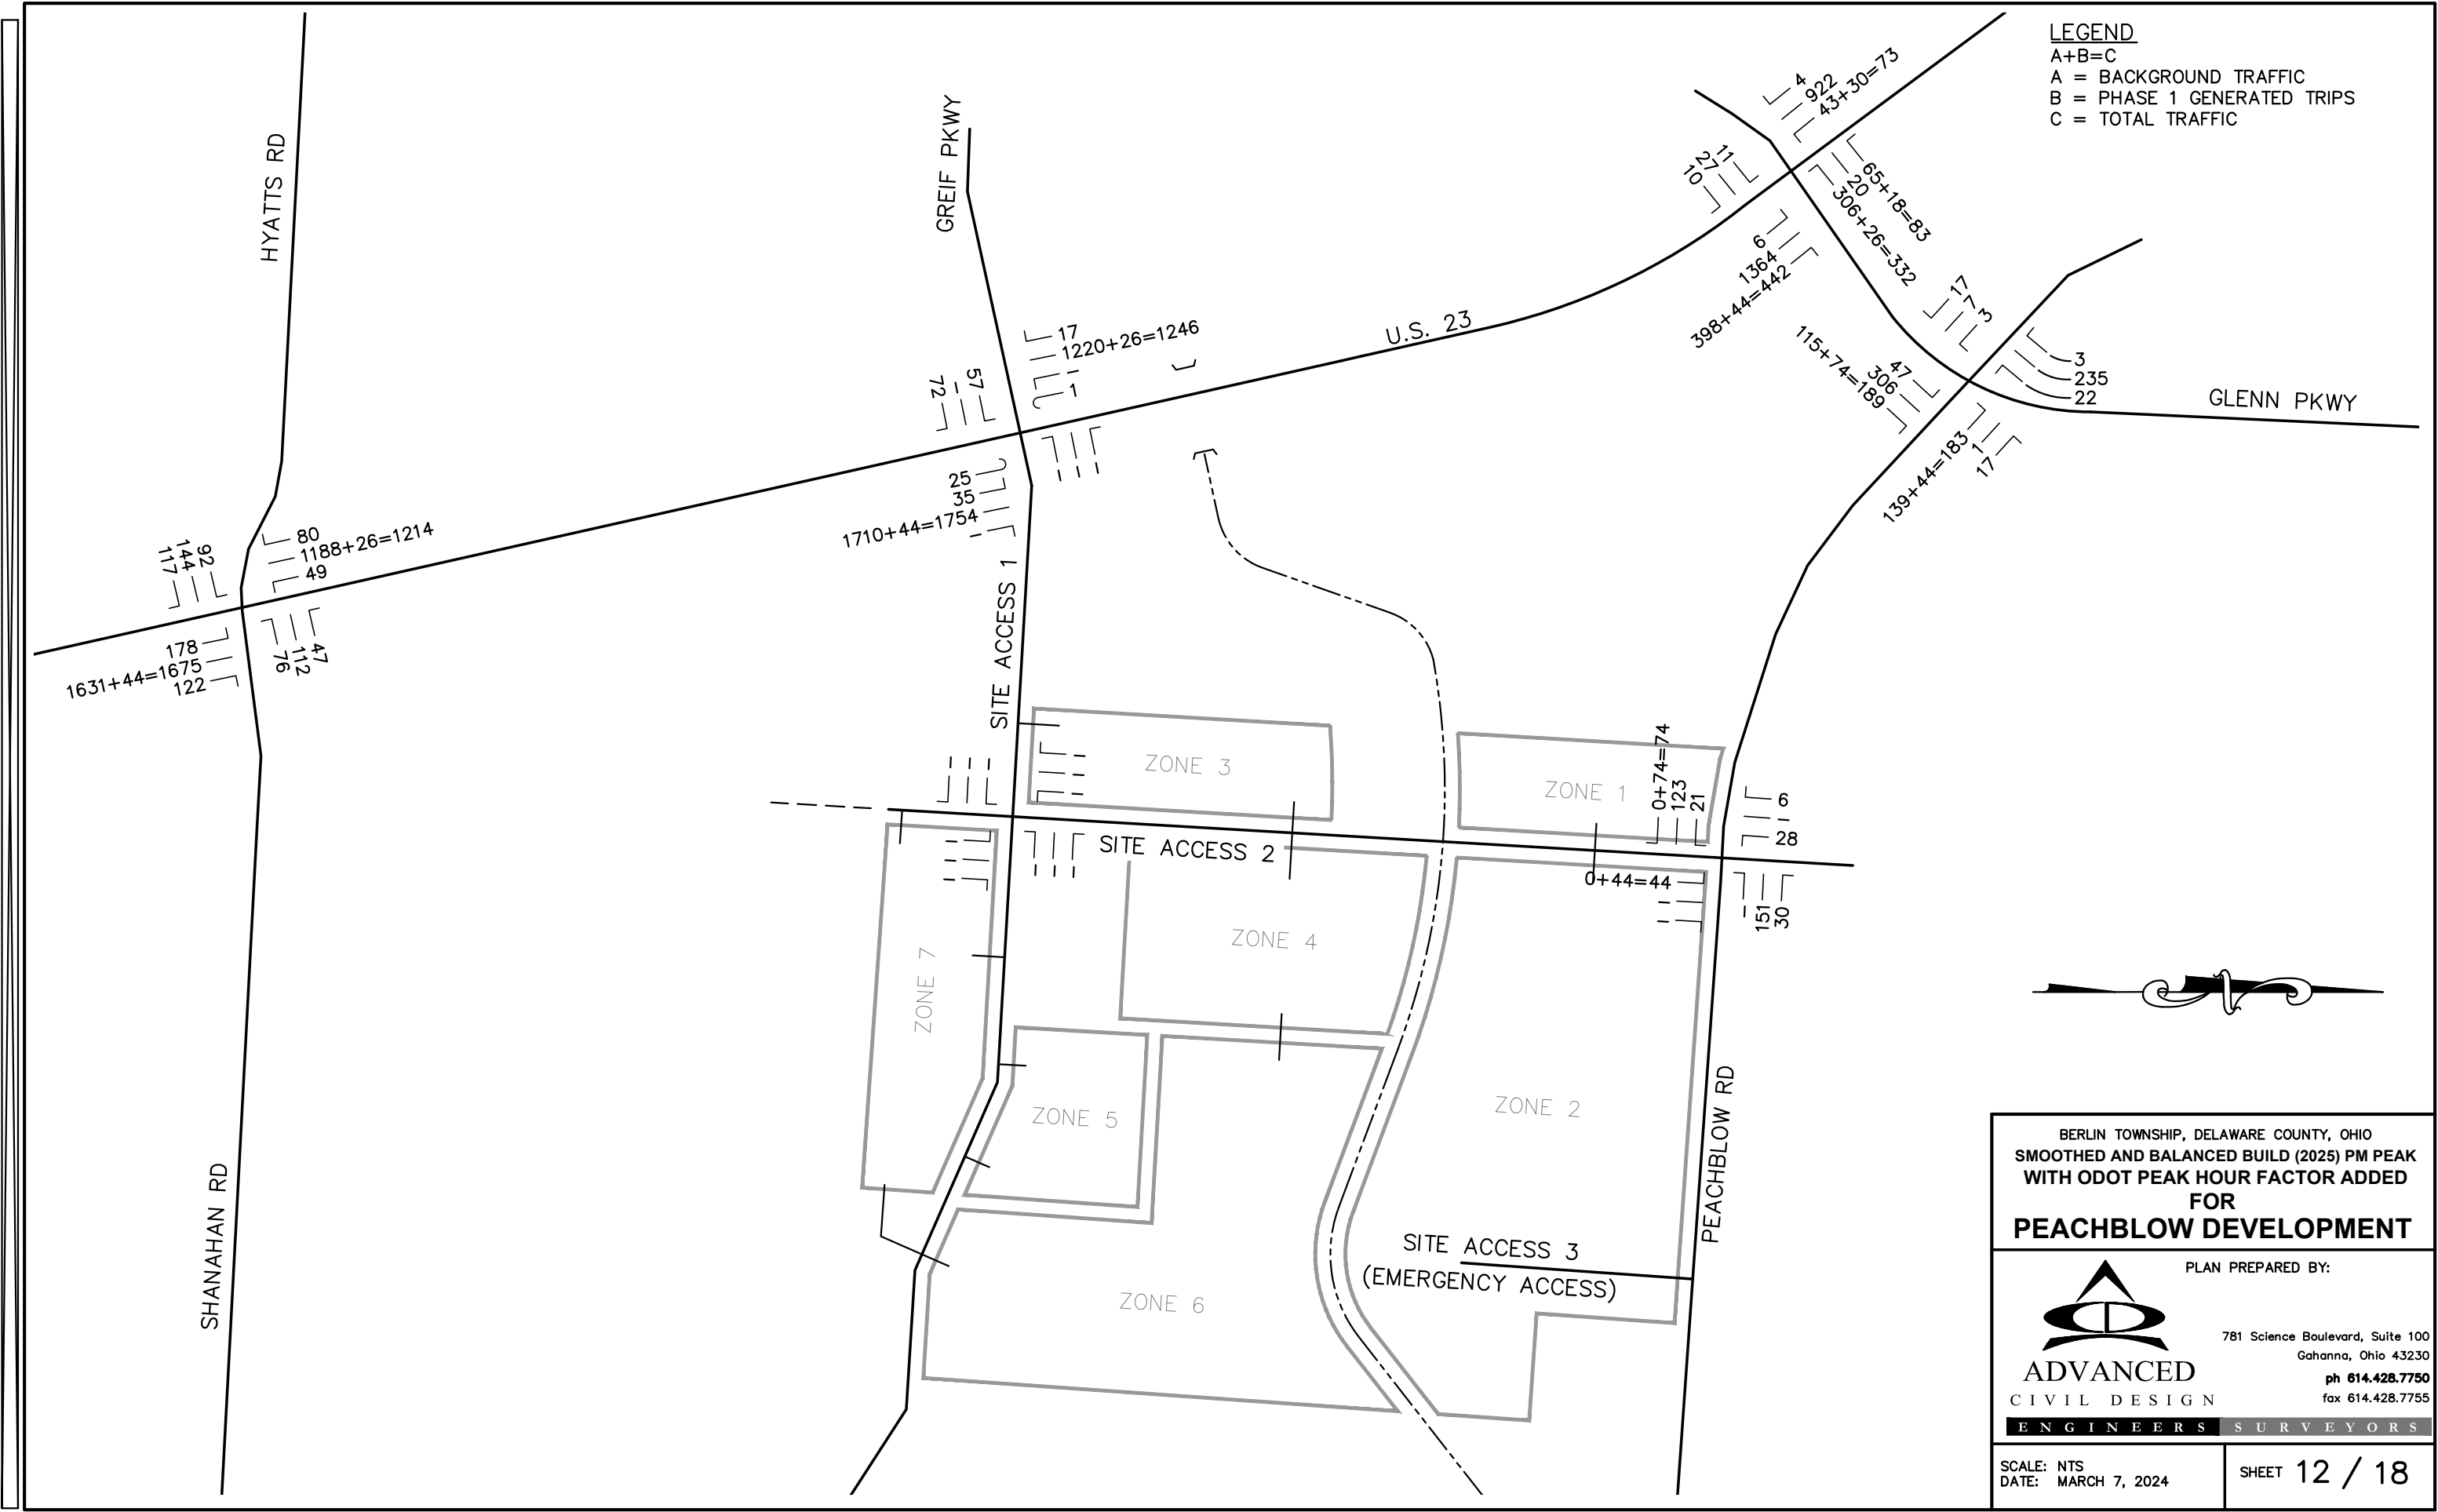 LEGEND
A+B=C
A = BACKGROUND TRAFFIC
B = PHASE 1 GENERATED TRIPS
C = TOTAL TRAFFIC
4
922
43+30=73
11
27
10
65+18=83
20
306+26=332
6
1364
398+44=442
HYATTS RD
GREIF PKWY
U.S. 23
17
1220+26=1246
-
1
57
-
72
- - -
25
35
1710+44=1754
-
17
7
3
115+74=189
306
47
3
235
22
GLENN PKWY
139+44=183
1
17
92
144
117
80
1188+26=1214
49
178
1631+44=1675
122
76
112
47
SITE ACCESS 1
ZONE 3
ZONE 1
0+74=74
123
21
6
-
28
- - -
-
-
-
SITE ACCESS 2
-
-
-
- - -
0+44=44
-
-
-
151
30
ZONE 4
ZONE 7
ZONE 5
ZONE 2
ZONE 6
SHANAHAN RD
PEACHBLOW RD
SITE ACCESS 3
(EMERGENCY ACCESS)
N
BERLIN TOWNSHIP, DELAWARE COUNTY, OHIO
SMOOTHED AND BALANCED BUILD (2025) PM PEAK
WITH ODOT PEAK HOUR FACTOR ADDED
FOR
PEACHBLOW DEVELOPMENT
PLAN PREPARED BY:
781 Science Boulevard, Suite 100
Gahanna, Ohio 43230
ph 614.428.7750
fax 614.428.7755
ADVANCED
CIVIL DESIGN
ENGINEERS SURVEYORS
SCALE: NTS
DATE: MARCH 7, 2024
SHEET 12 / 18